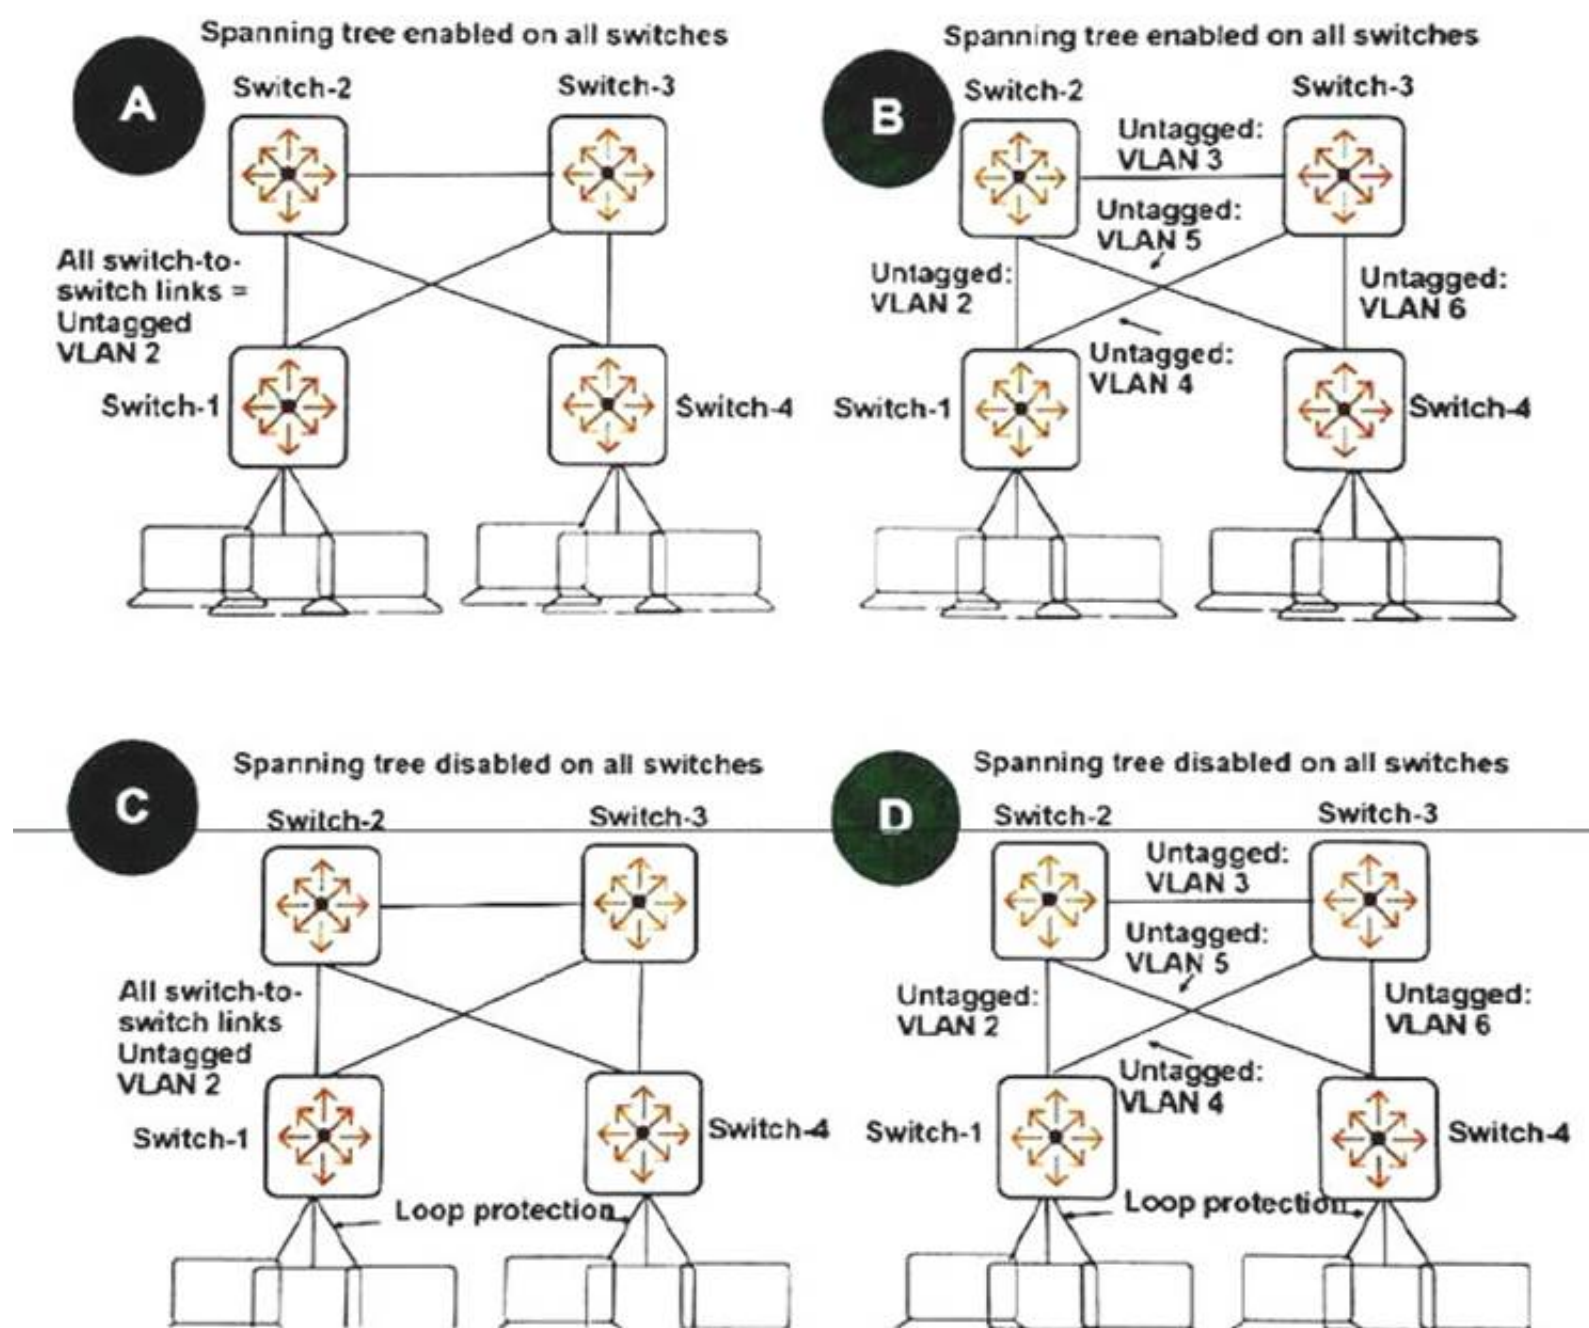 A
Spanning tree enabled on all switches
Switch-2
Switch-3
All switch-to-
switch links =
Untagged
VLAN 2
Switch-1
Switch-4
B
Spanning tree enabled on all switches
Switch-2
Switch-3
Untagged:
VLAN 3
Untagged:
VLAN 5
Untagged:
VLAN 2
Untagged:
VLAN 6
Untagged:
VLAN 4
Switch-1
Switch-4
C
Spanning tree disabled on all switches
Switch-2
Switch-3
All switch-to-
switch links
Untagged
VLAN 2
Switch-1
Switch-4
Loop protection
D
Spanning tree disabled on all switches
Switch-2
Switch-3
Untagged:
VLAN 3
Untagged:
VLAN 5
Untagged:
VLAN 2
Untagged:
VLAN 6
Untagged:
VLAN 4
Switch-1
Switch-4
Loop protection